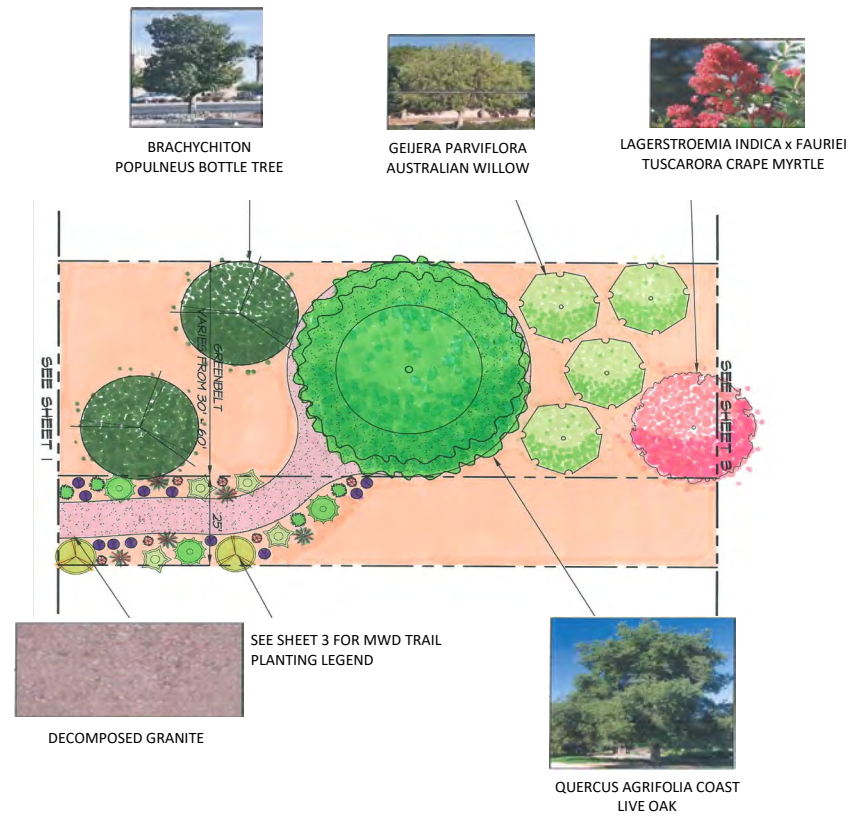 BRACHYCHITON
POPULNEUS BOTTLE TREE
GEIJERA PARVIFLORA
AUSTRALIAN WILLOW
LAGERSTROEMIA INDICA x FAURIEI
TUSCARORA CRAPE MYRTLE
SEE SHEET 1
GREENBELT
VARIES FROM 30' - 60'
25'
SEE SHEET 3
SEE SHEET 3 FOR MWD TRAIL
PLANTING LEGEND
DECOMPOSED GRANITE
QUERCUS AGRIFOLIA COAST
LIVE OAK